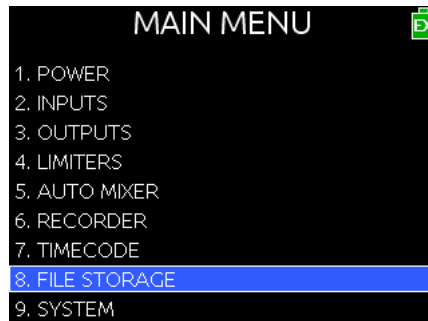 MAIN MENU
1. POWER
2. INPUTS
3. OUTPUTS
4. LIMITERS
5. AUTO MIXER
6. RECORDER
7. TIMECODE
8. FILE STORAGE
9. SYSTEM